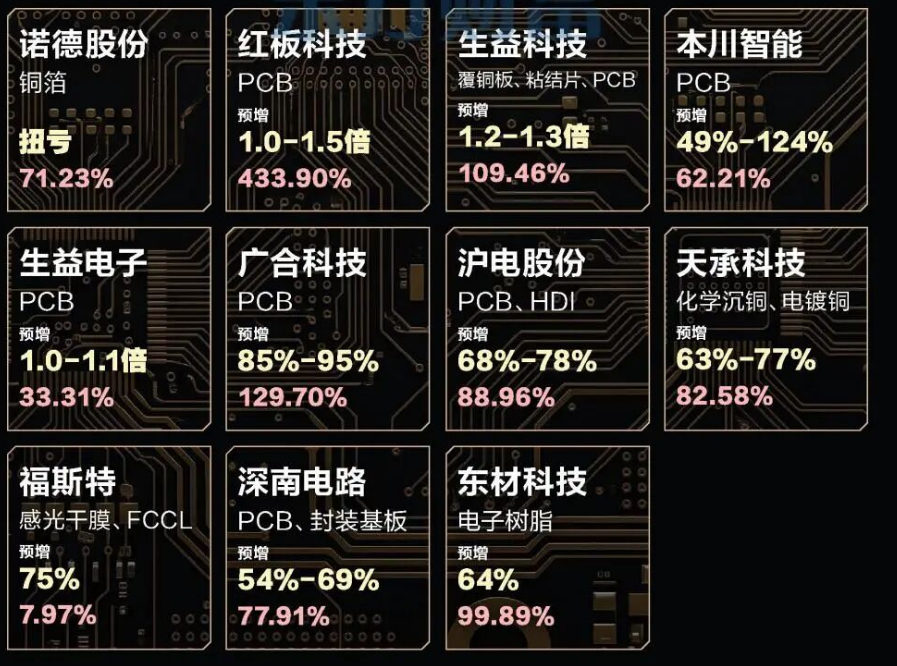 诺德股份
铜箔
扭亏
71.23%
红板科技
PCB
预增
1.0-1.5倍
433.90%
生益科技
覆铜板、粘结片、PCB
预增
1.2-1.3倍
109.46%
本川智能
PCB
预增
49%-124%
62.21%
生益电子
PCB
预增
1.0-1.1倍
33.31%
广合科技
PCB
预增
85%-95%
129.70%
沪电股份
PCB、HDI
预增
68%-78%
88.96%
天承科技
化学沉铜、电镀铜
预增
63%-77%
82.58%
福斯特
感光干膜、FCCL
预增
75%
7.97%
深南电路
PCB、封装基板
预增
54%-69%
77.91%
东材科技
电子树脂
预增
64%
99.89%